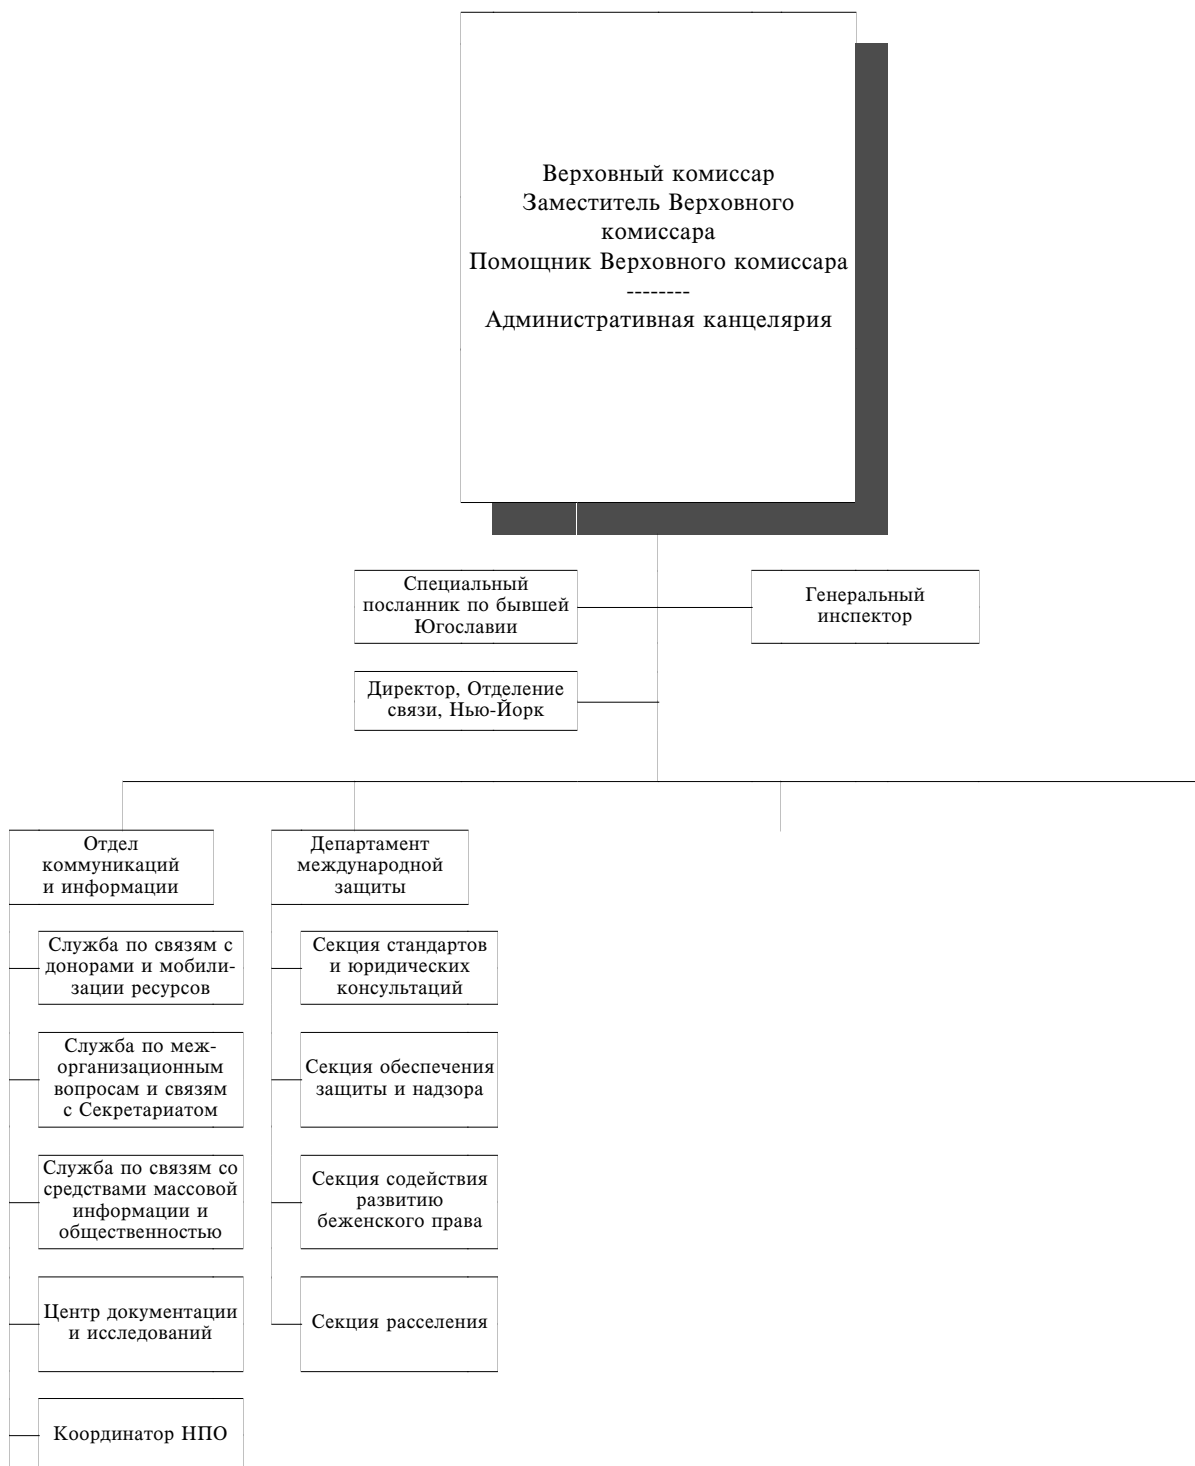 Верховный комиссар
Заместитель Верховного
комиссара
Помощник Верховного комиссара
--------
Административная канцелярия
Специальный
посланник по бывшей
Югославии
Генеральный
инспектор
Директор, Отделение
связи, Нью-Йорк
Отдел
коммуникаций
и информации
Служба по связям с
донорами и мобили-
зации ресурсов
Служба по меж-
организационным
вопросам и связям
с Секретариатом
Служба по связям со
средствами массовой
информации и
общественностью
Центр документации
и исследований
Координатор НПО
Департамент
международной
защиты
Секция стандартов
и юридических
консультаций
Секция обеспечения
защиты и надзора
Секция содействия
развитию
беженского права
Секция расселения